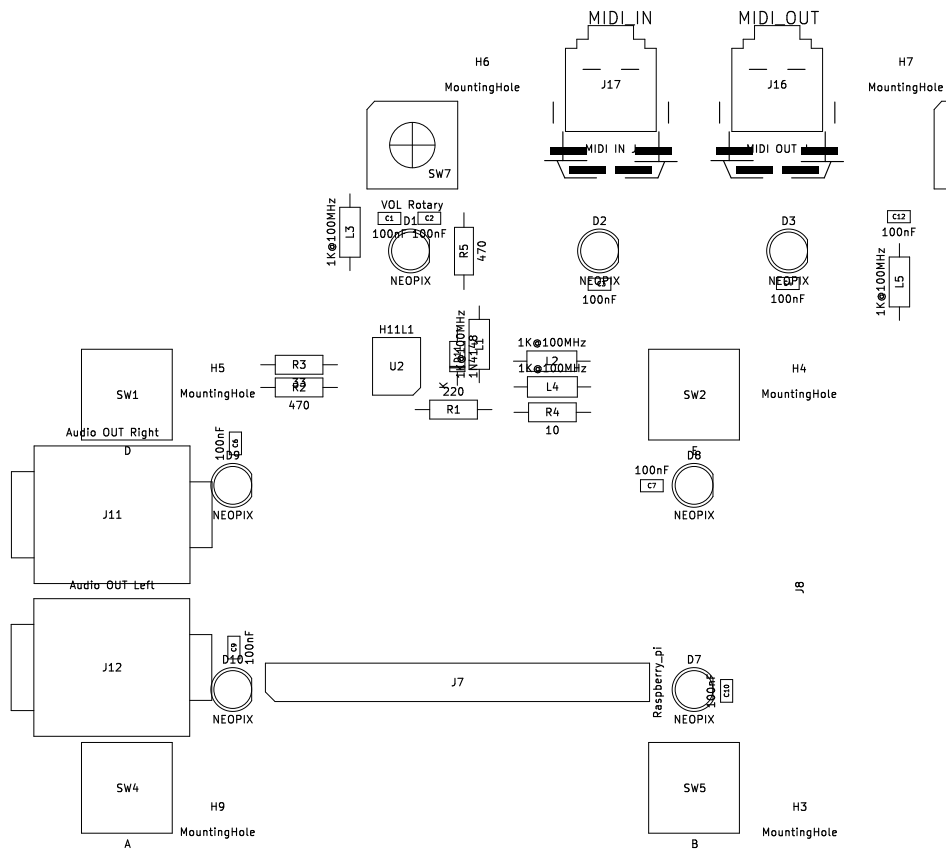 MIDI_IN
MIDI_OUT
H6
MountingHole
J17
J16
H7
MountingHole
MIDI IN J
MIDI OUT J
SW7
VOL Rotary
C1
C2
100nF
100nF
D1
NEOPIX
L3
1K@100MHz
R5
470
D2
NEOPIX
100nF
D3
NEOPIX
100nF
C12
100nF
L5
1K@100MHz
H11L1
U2
1K@100MHz
L1
1N4148
K
220
R1
1K@100MHz
L2
1K@100MHz
L4
R4
10
R3
33
R2
470
SW1
D
H5
MountingHole
SW2
H4
MountingHole
Audio OUT Right
J11
C6
100nF
D9
NEOPIX
100nF
C7
D8
NEOPIX
J8
Audio OUT Left
J12
C9
100nF
D10
NEOPIX
J7
Raspberry_pi
D7
100nF
C10
NEOPIX
SW4
A
H9
MountingHole
SW5
B
H3
MountingHole